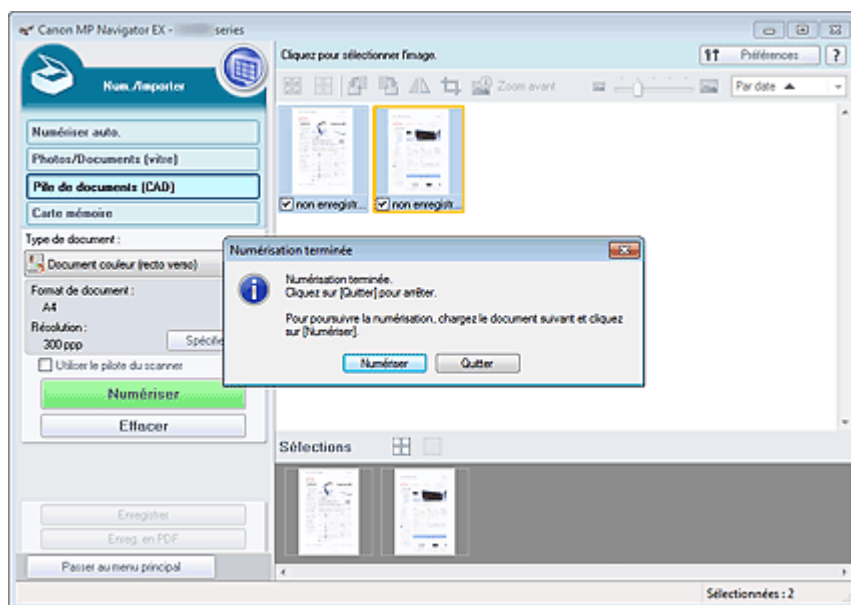 Canon MP Navigator EX - series
Num./Importer
Cliquez pour sélectionner l'image.
Préférences
?
Zoom avant
Par date
Numériser auto.
Photos/Documents (vitre)
Pile de documents (CAD)
Carte mémoire
non enregistr...
non enregistr...
Type de document :
Document couleur (recto verso)
Format de document :
A4
Résolution :
300 ppp
Spécifie
Utiliser le pilote du scanner
Numériser
Effacer
Numérisation terminée
Numérisation terminée.
Cliquez sur [Quitter] pour arrêter.
Pour poursuivre la numérisation, chargez le document suivant et cliquez
sur [Numériser].
Numériser
Quitter
Sélections
Enregistrer
Enreg. en PDF
Passer au menu principal
Sélectionnées : 2